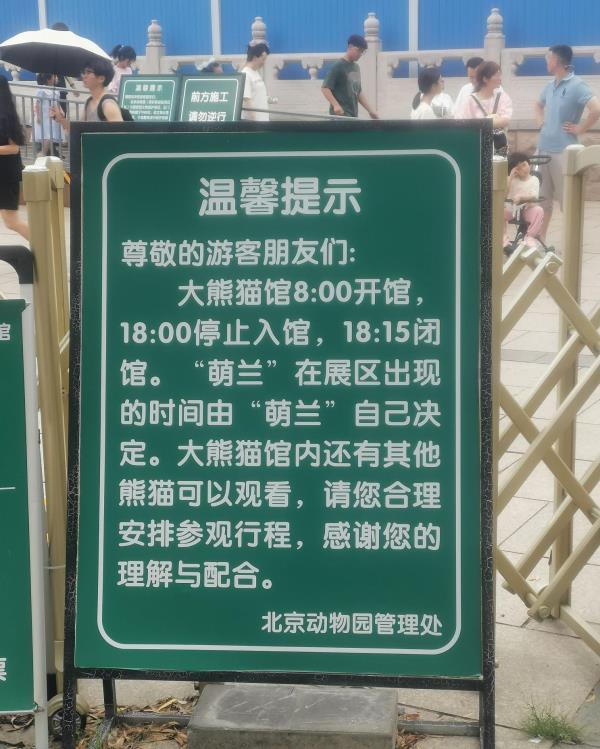 前方施工
请勿逆行
温馨提示
尊敬的游客朋友们:
大熊猫馆8:00开馆，
18:00停止入馆，18:15闭
馆。“萌兰”在展区出现
的时间由“萌兰”自己决
定。大熊猫馆内还有其他
熊猫可以观看，请您合理
安排参观行程，感谢您的
理解与配合。
北京动物园管理处
馆
票